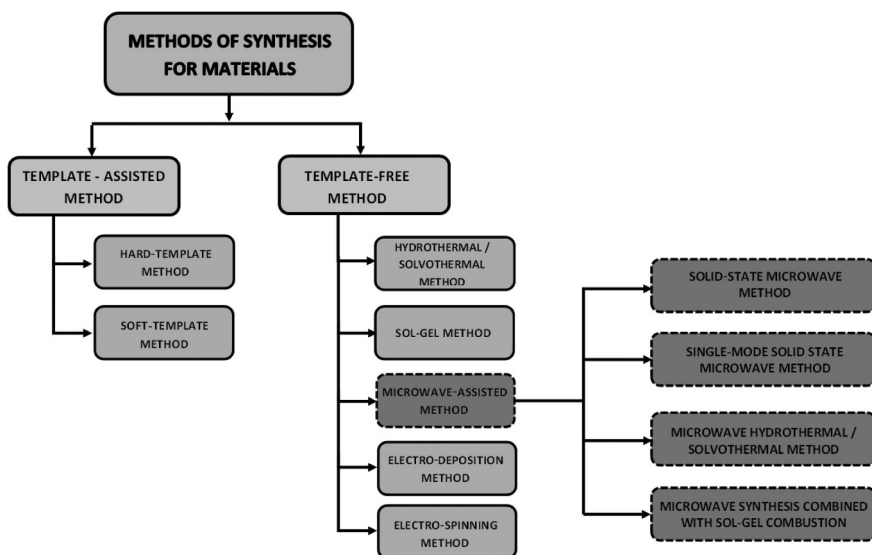 METHODS OF SYNTHESIS
FOR MATERIALS
TEMPLATE - ASSISTED
METHOD
HARD-TEMPLATE
METHOD
SOFT-TEMPLATE
METHOD
TEMPLATE-FREE
METHOD
HYDROTHERMAL /
SOLVOTHERMAL METHOD
SOL-GEL METHOD
MICROWAVE-ASSISTED
METHOD
ELECTRO-DEPOSITION
METHOD
ELECTRO-SPINNING
METHOD
SOLID-STATE MICROWAVE
METHOD
SINGLE-MODE SOLID STATE
MICROWAVE METHOD
MICROWAVE HYDROTHERMAL /
SOLVOTHERMAL METHOD
MICROWAVE SYNTHESIS COMBINED
WITH SOL-GEL COMBUSTION